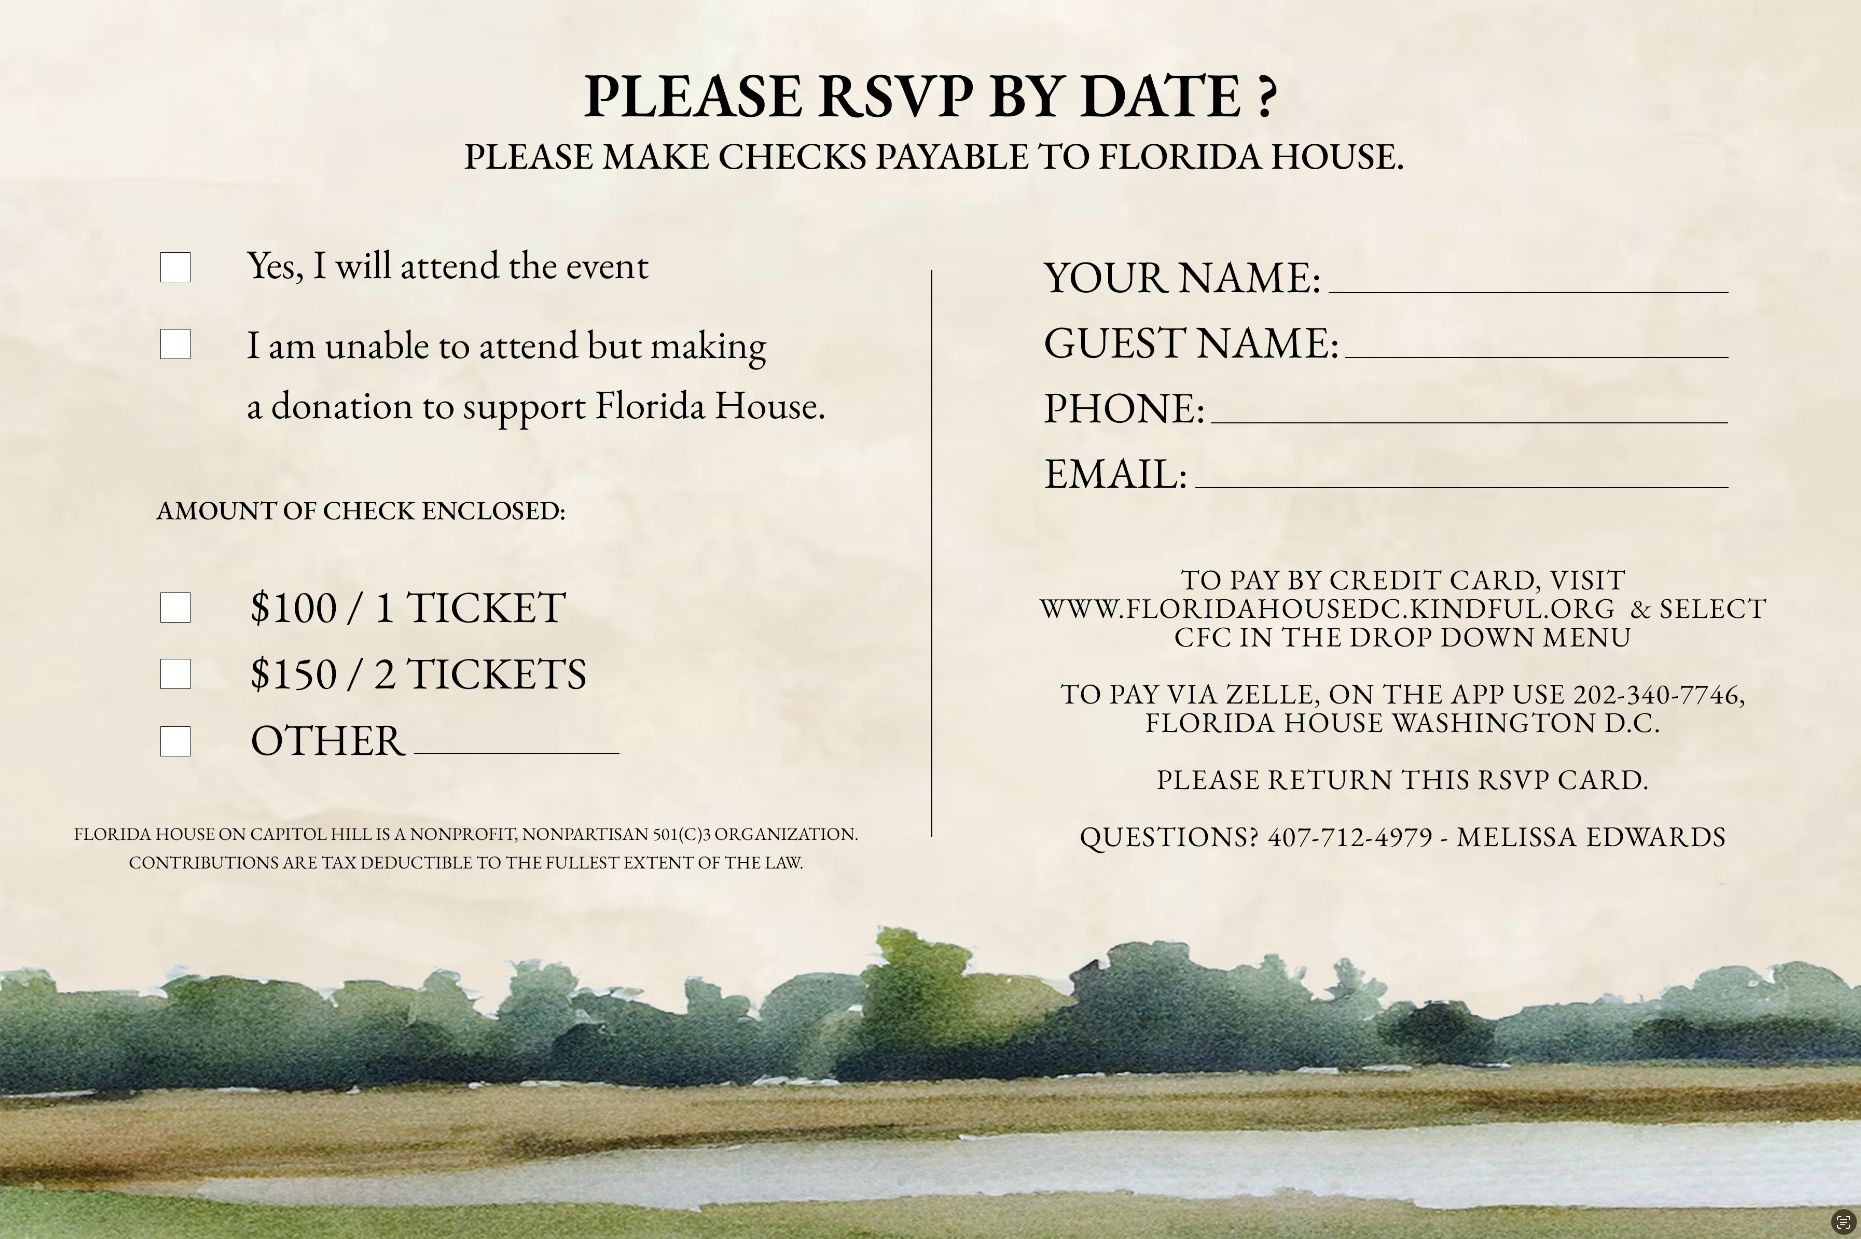 PLEASE RSVP BY DATE ?
PLEASE MAKE CHECKS PAYABLE TO FLORIDA HOUSE.
Yes, I will attend the event
I am unable to attend but making
a donation to support Florida House.
AMOUNT OF CHECK ENCLOSED:
$100 / 1 TICKET
$150 / 2 TICKETS
OTHER
FLORIDA HOUSE ON CAPITOL HILL IS A NONPROFIT, NONPARTISAN 501(C)3 ORGANIZATION.
CONTRIBUTIONS ARE TAX DEDUCTIBLE TO THE FULLEST EXTENT OF THE LAW.
YOUR NAME:
GUEST NAME:
PHONE:
EMAIL:
TO PAY BY CREDIT CARD, VISIT
WWW.FLORIDAHOUSEDC.KINDFUL.ORG & SELECT
CFC IN THE DROP DOWN MENU
TO PAY VIA ZELLE, ON THE APP USE 202-340-7746,
FLORIDA HOUSE WASHINGTON D.C.
PLEASE RETURN THIS RSVP CARD.
QUESTIONS? 407-712-4979 - MELISSA EDWARDS